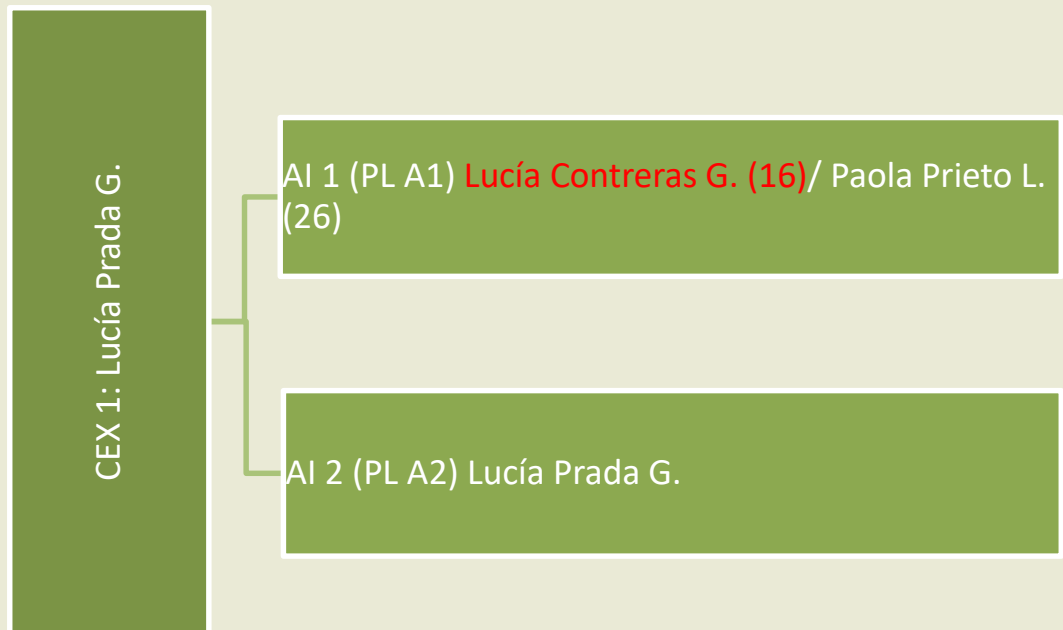 CEX 1: Lucía Prada G.
AI 1 (PL A1) Lucía Contreras G. (16)/ Paola Prieto L.
(26)
AI 2 (PL A2) Lucía Prada G.